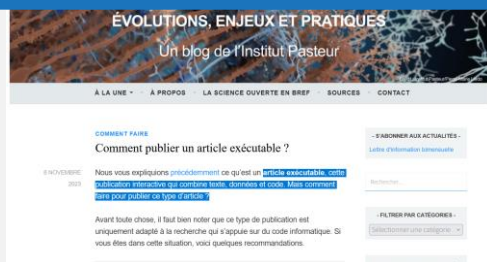 ÉVOLUTIONS, ENJEUX ET PRATIQUES
Un blog de l'Institut Pasteur
À LA UNE
À PROPOS
LA SCIENCE OUVERTE EN BREF
SOURCES
CONTACT
COMMENT FAIRE
Comment publier un article exécutable ?
8 NOVEMBRE
2023
Nous vous expliquions précédemment ce qu'est un article exécutable, cette
publication interactive qui combine texte, données et code. Mais comment
faire pour publier ce type d'article ?
Avant toute chose, il faut bien noter que ce type de publication est
uniquement adapté à la recherche qui s'appuie sur du code informatique. Si
vous êtes dans cette situation, voici quelques recommandations.
- S'ABONNER AUX ACTUALITÉS -
Lettre d'information bimensuelle
Rechercher…
- FILTRER PAR CATÉGORIES -
Sélectionner une catégorie